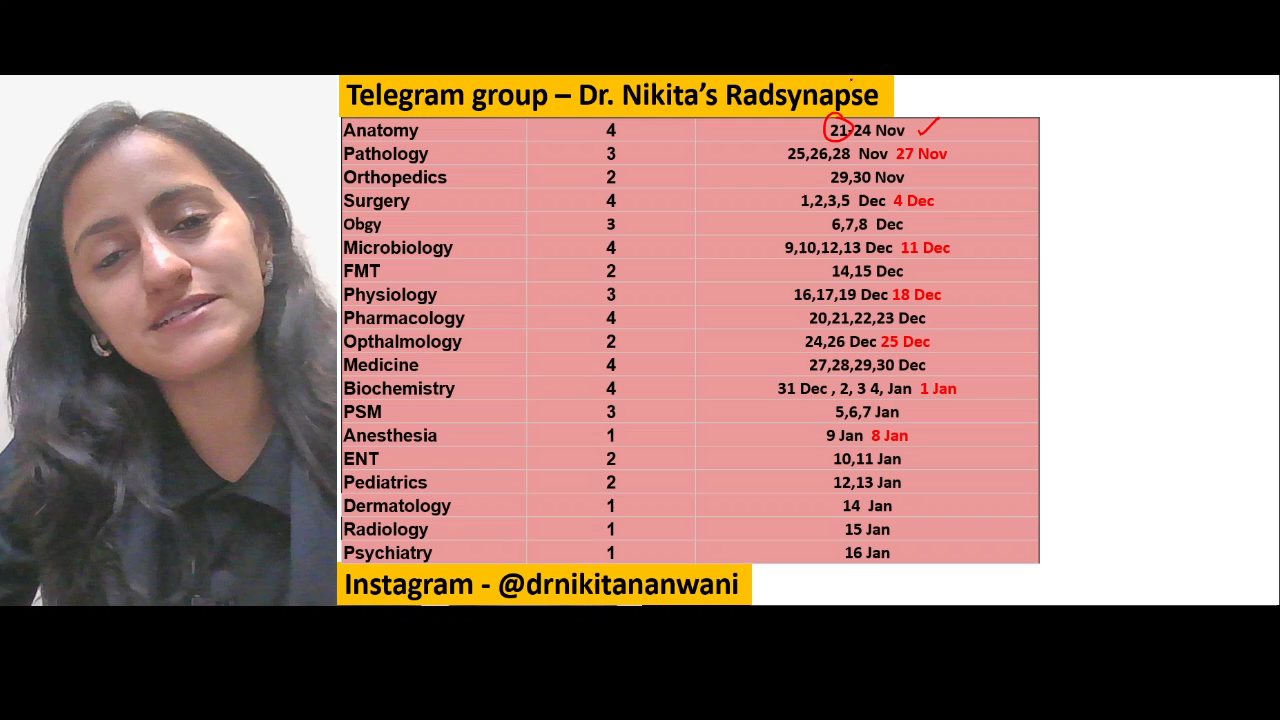 Telegram group – Dr. Nikita's Radsynapse
Anatomy 4 21-24 Nov
Pathology 3 25,26,28 Nov 27 Nov
Orthopedics 2 29,30 Nov
Surgery 4 1,2,3,5 Dec 4 Dec
Obgy 3 6,7,8 Dec
Microbiology 4 9,10,12,13 Dec 11 Dec
FMT 2 14,15 Dec
Physiology 3 16,17,19 Dec 18 Dec
Pharmacology 4 20,21,22,23 Dec
Opthalmology 2 24,26 Dec 25 Dec
Medicine 4 27,28,29,30 Dec
Biochemistry 4 31 Dec , 2, 3 4, Jan 1 Jan
PSM 3 5,6,7 Jan
Anesthesia 1 9 Jan 8 Jan
ENT 2 10,11 Jan
Pediatrics 2 12,13 Jan
Dermatology 1 14 Jan
Radiology 1 15 Jan
Psychiatry 1 16 Jan
Instagram - @drnikitananwani